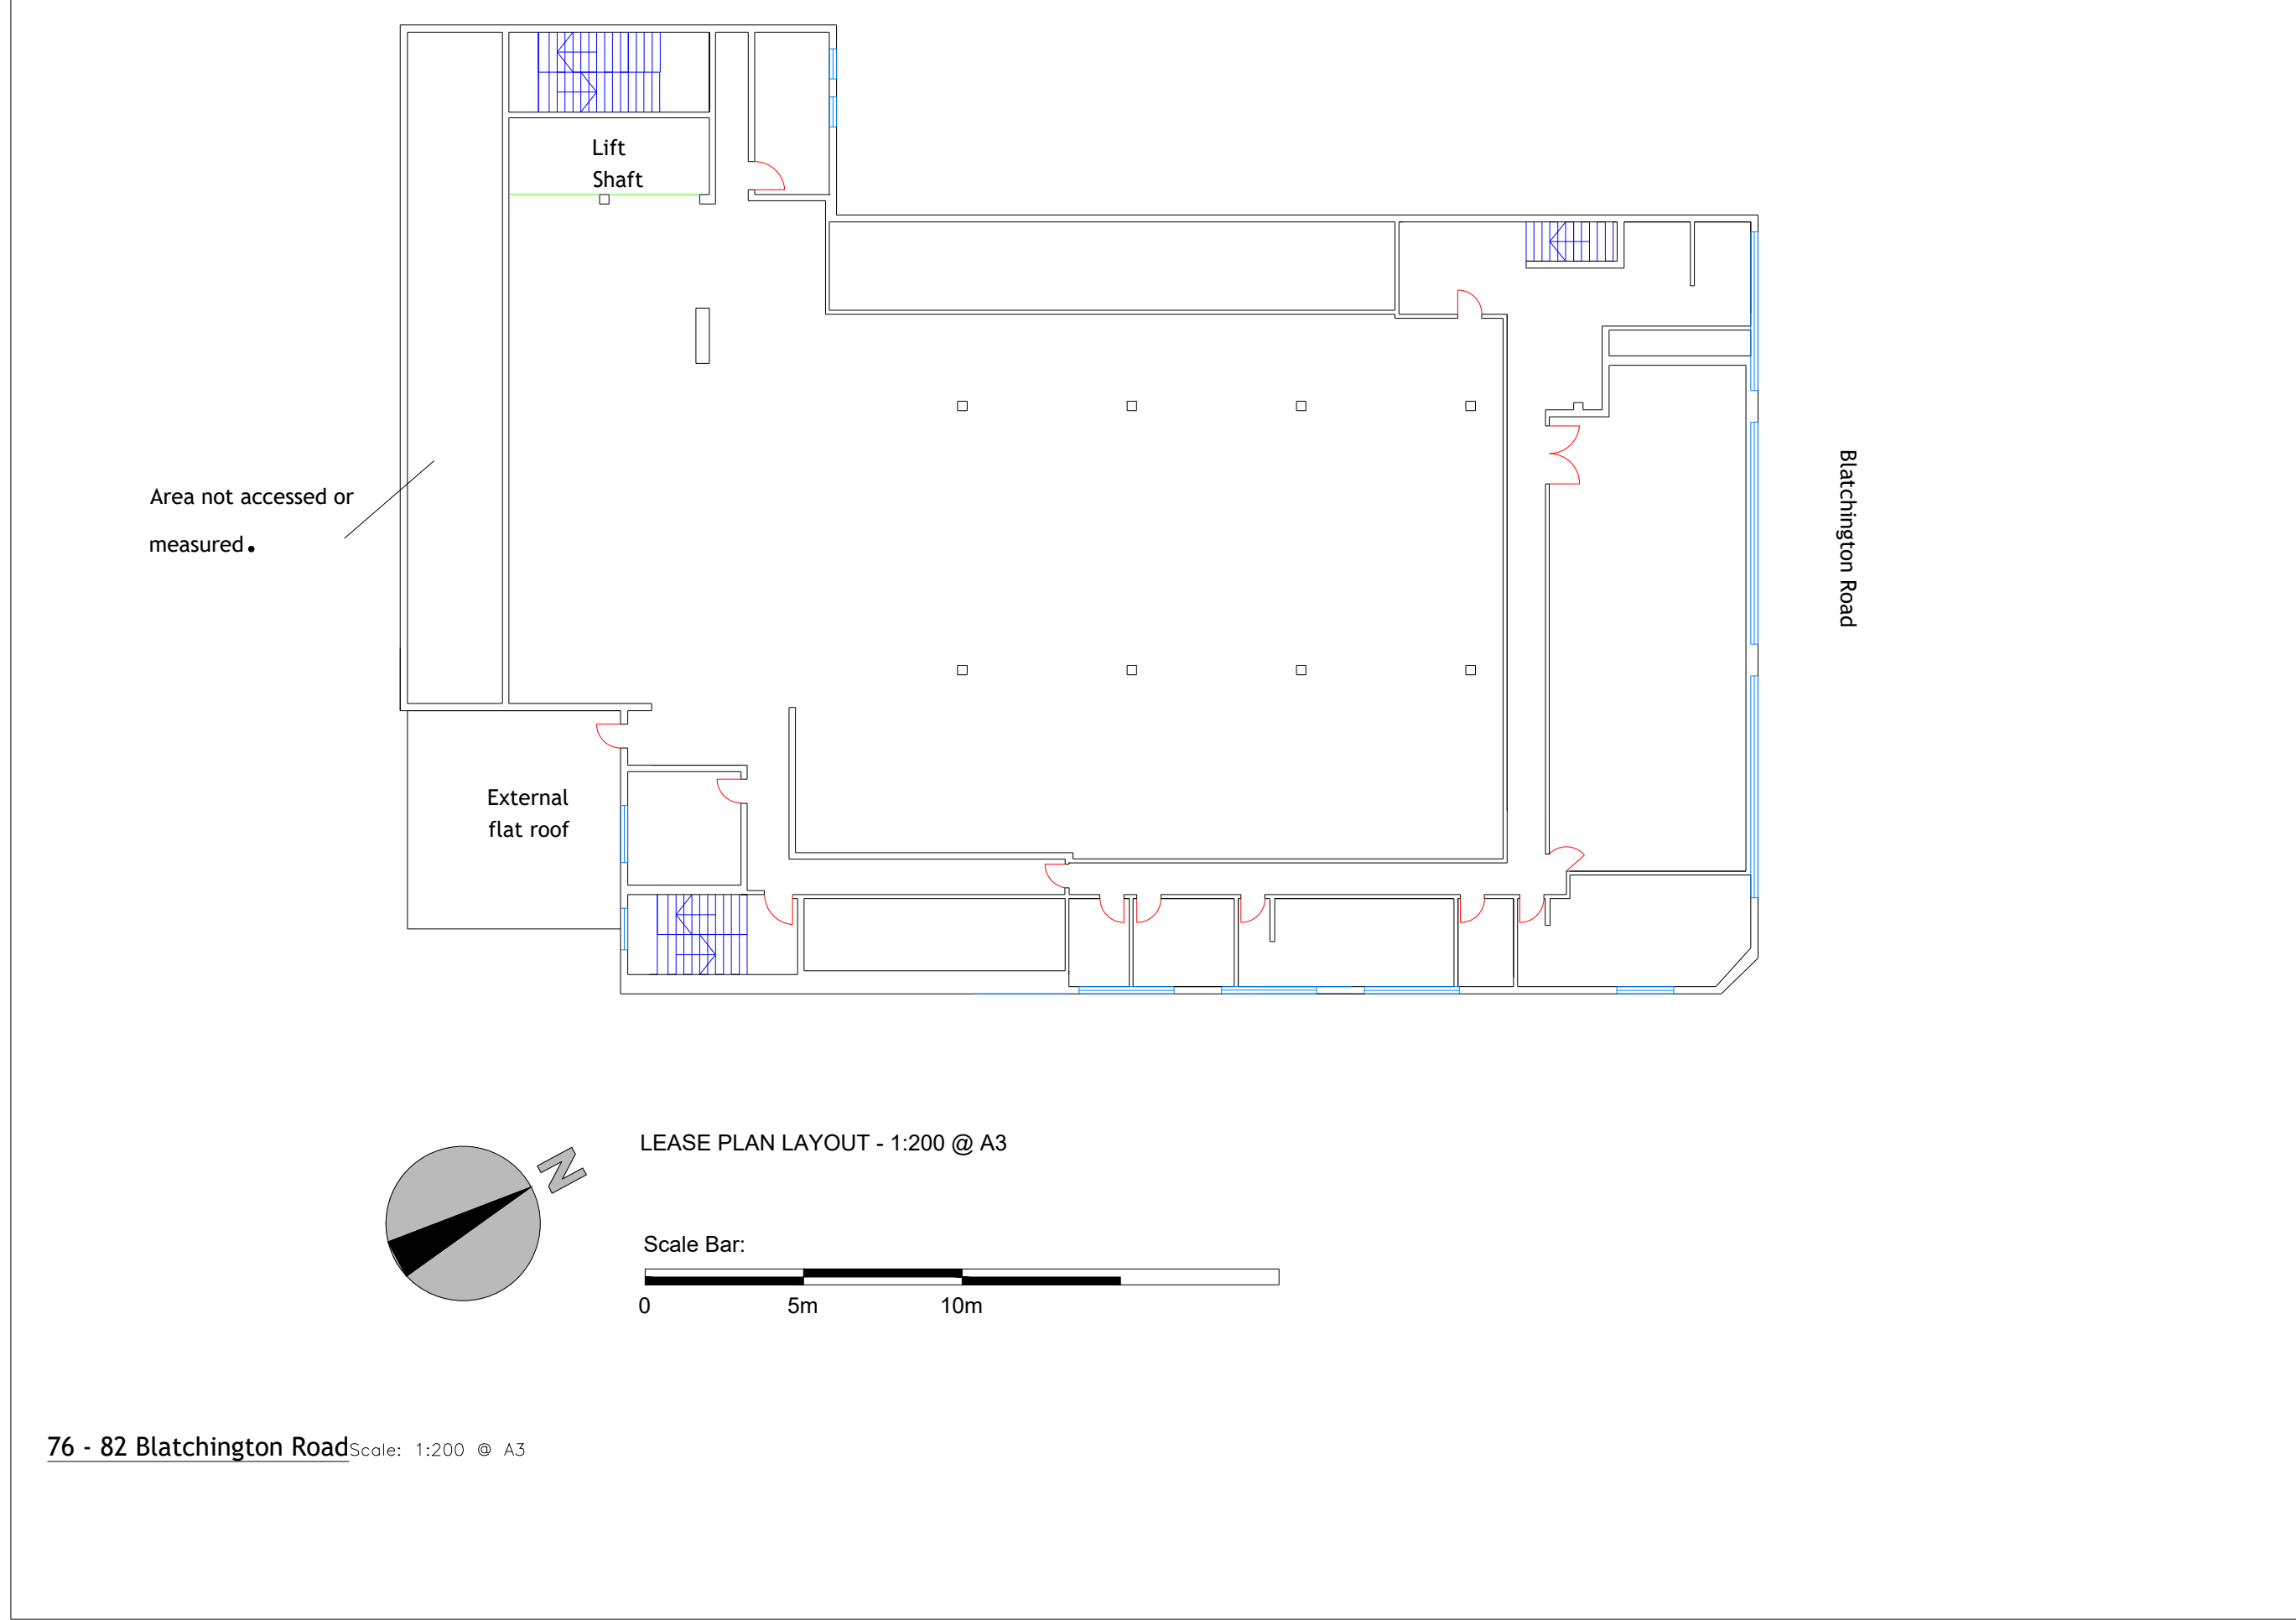 Lift
Shaft
Area not accessed or
measured.
Blatchington Road
External
flat roof
LEASE PLAN LAYOUT - 1:200 @ A3
N
Scale Bar:
0 5m 10m
76 - 82 Blatchington Road Scale: 1:200 @ A3